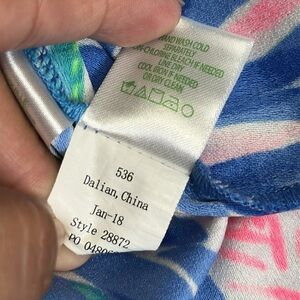 HAND WASH COLD
SEPARATELY
NON-CHLORINE BLEACH IF NEEDED
LINE DRY
COOL IRON IF NEEDED
OR DRY CLEAN
536
Dalian, China
Jan-18
Style 28872
PO